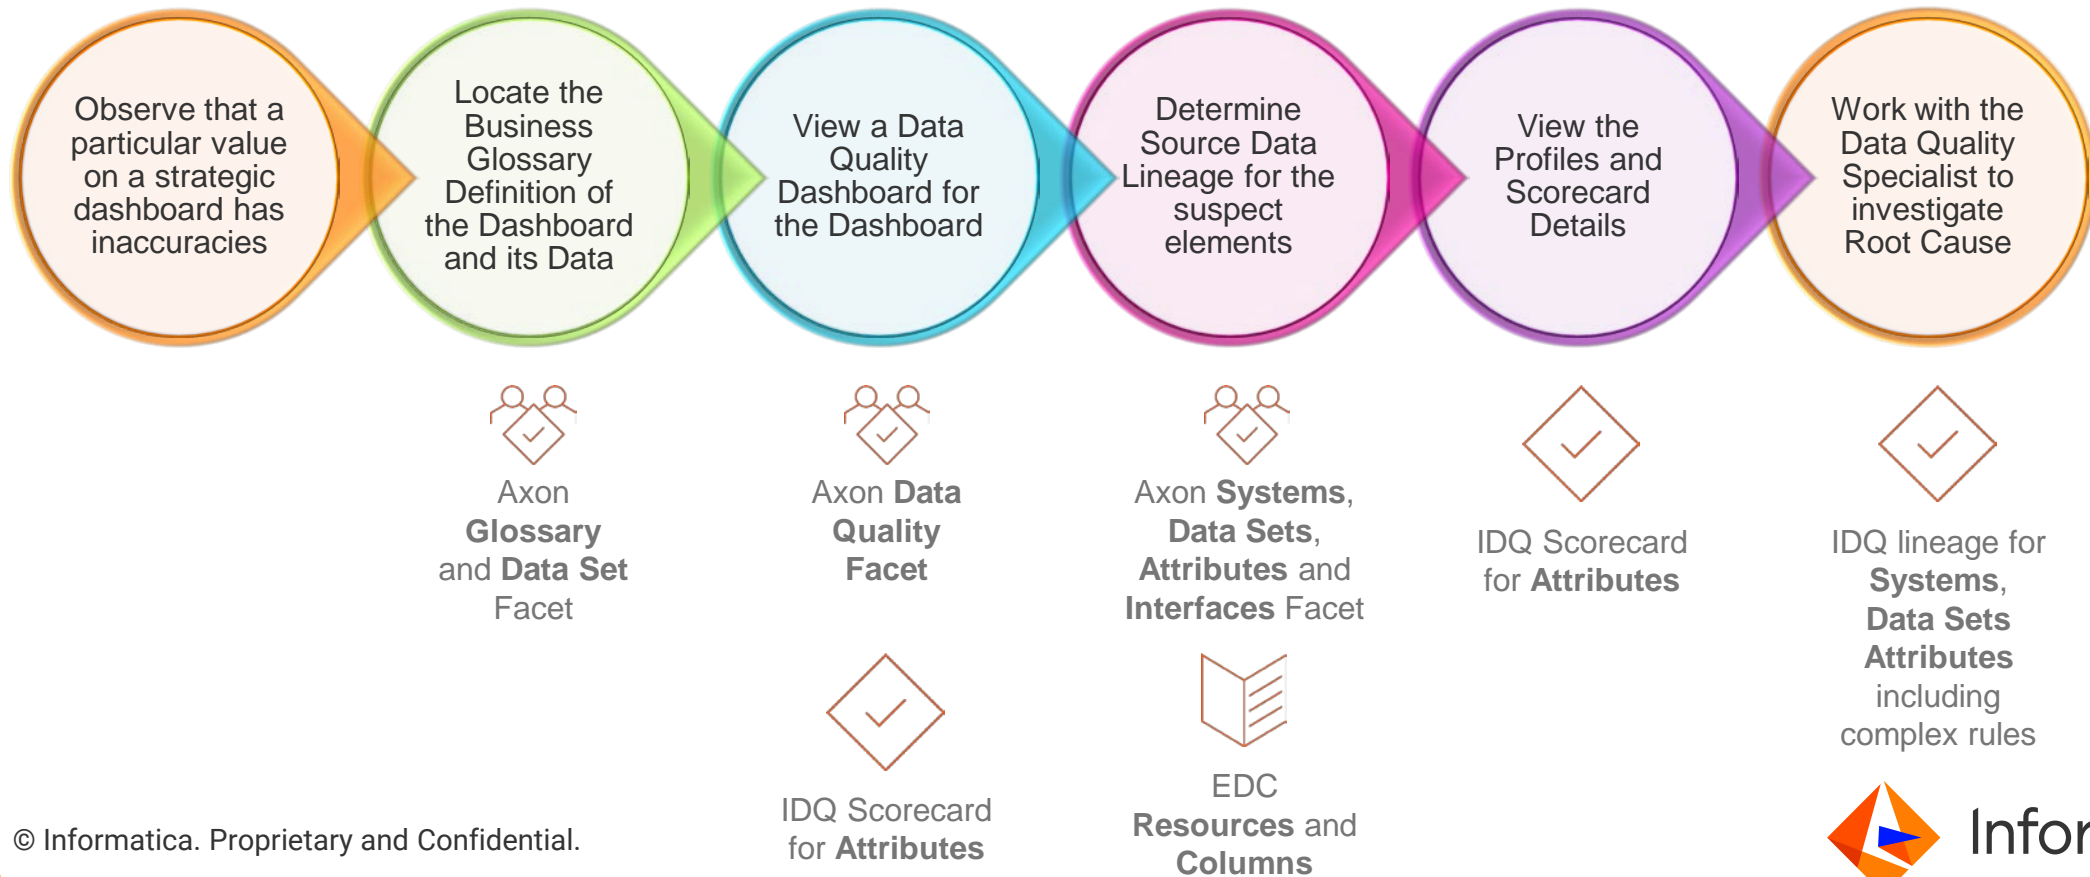 Observe that a
particular value
on a strategic
dashboard has
inaccuracies
Locate the
Business
Glossary
Definition of
the Dashboard
and its Data
View a Data
Quality
Dashboard for
the Dashboard
Determine
Source Data
Lineage for the
suspect
elements
View the
Profiles and
Scorecard
Details
Work with the
Data Quality
Specialist to
investigate
Root Cause
Axon
Glossary
and Data Set
Facet
Axon Data
Quality
Facet
IDQ Scorecard
for Attributes
Axon Systems,
Data Sets,
Attributes and
Interfaces Facet
EDC
Resources and
Columns
IDQ Scorecard
for Attributes
IDQ lineage for
Systems,
Data Sets
Attributes
including
complex rules
© Informatica. Proprietary and Confidential.
Infor